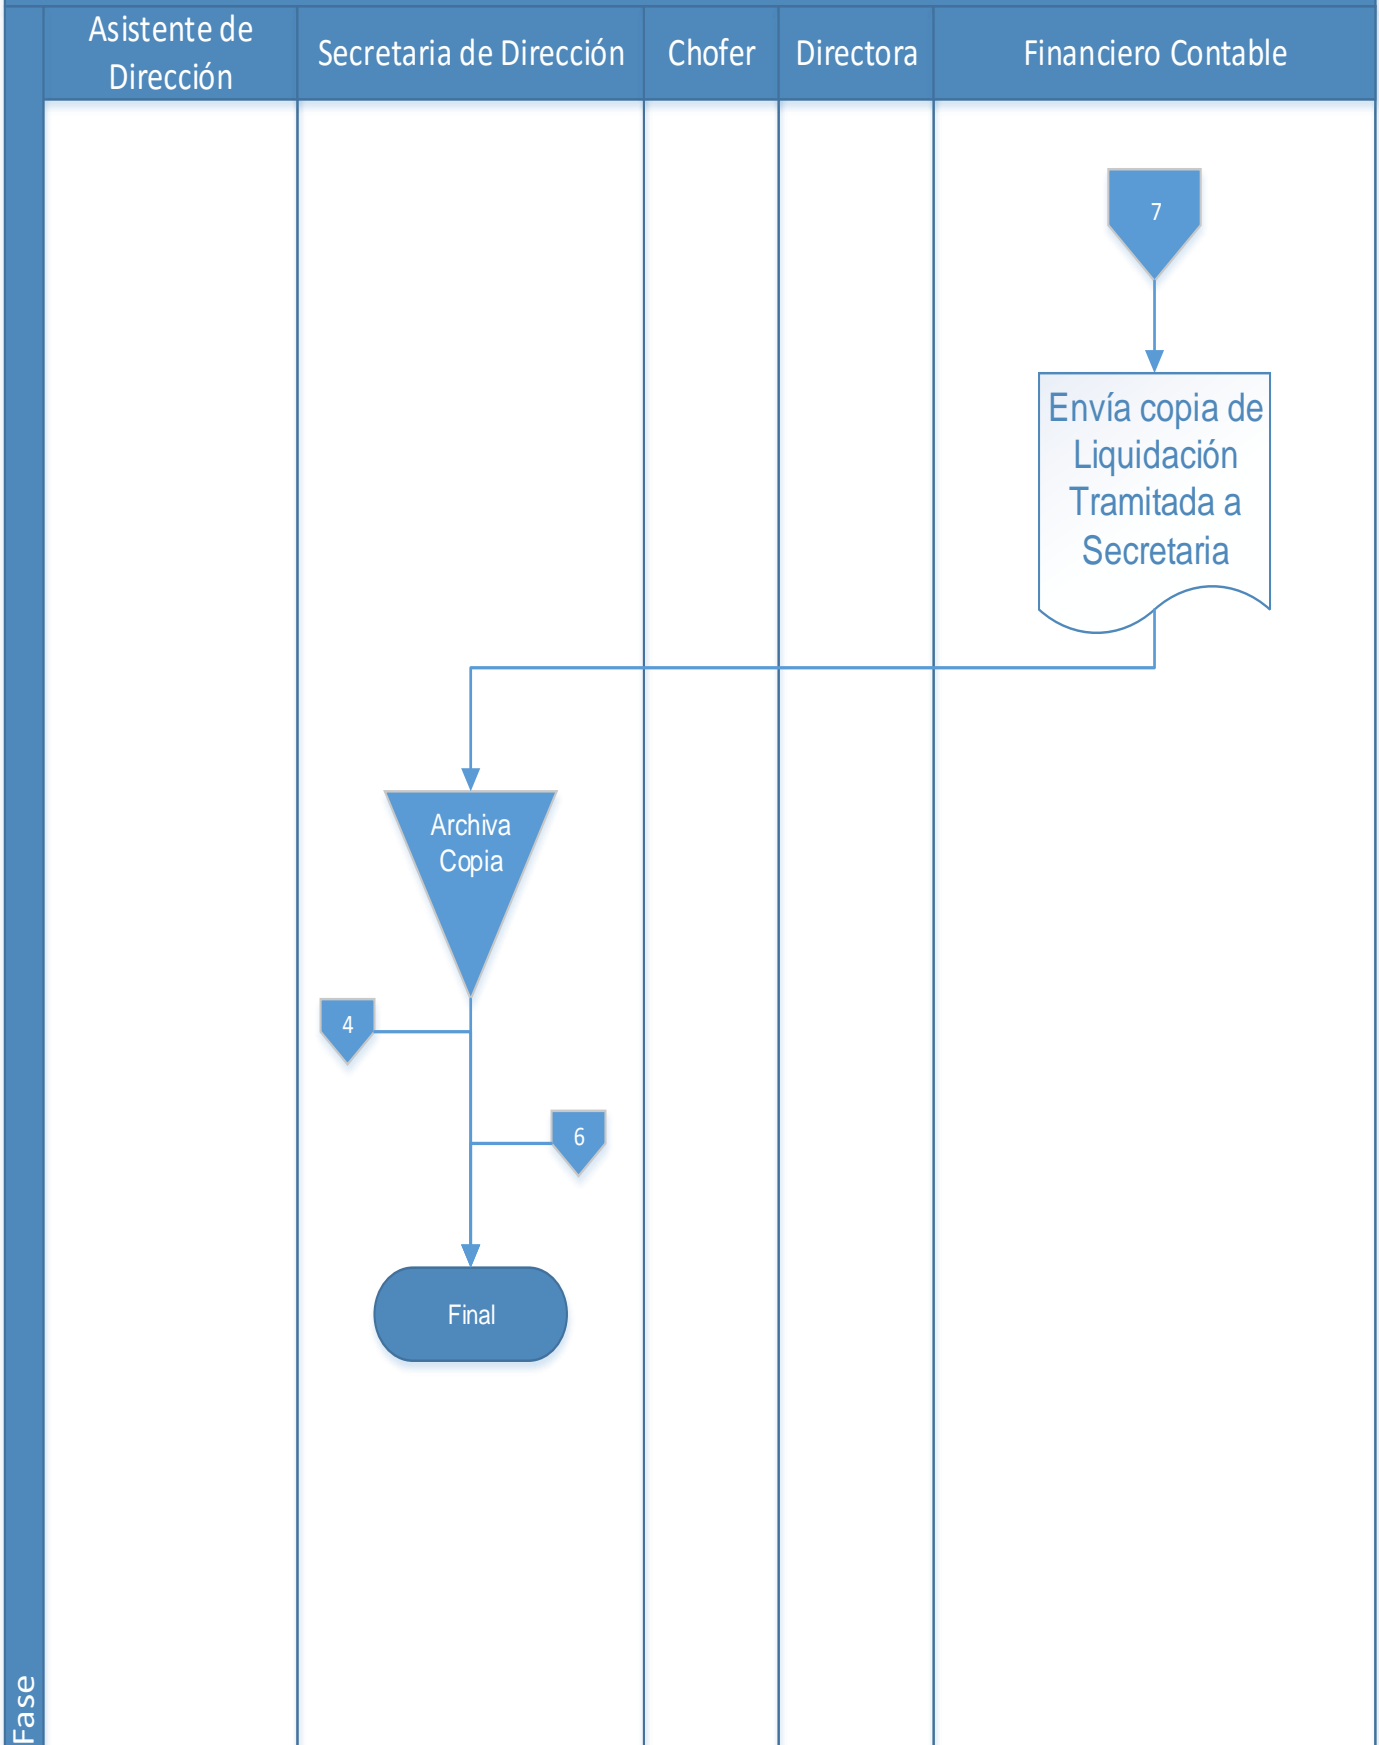 Asistente de
Dirección
Secretaria de Dirección
Chofer
Directora
Financiero Contable
7
Envía copia de
Liquidación
Tramitada a
Secretaria
Archiva
Copia
4
6
Final
Fase